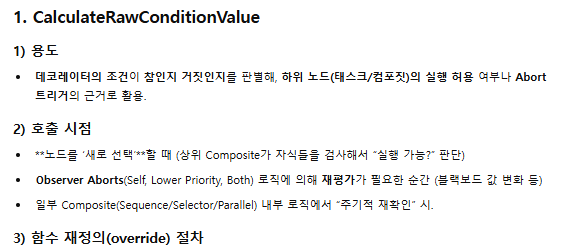 1. CalculateRawConditionValue
1) 용도
• 데코레이터의 조건이 참인지 거짓인지를 판별해, 하위 노드(태스크/컴포짓)의 실행 허용 여부나 Abort
트리거의 근거로 활용.
2) 호출 시점
• **노드를 ‘새로 선택’**할 때 (상위 Composite가 자식들을 검사해서 “실행 가능?” 판단)
• Observer Aborts(Self, Lower Priority, Both) 로직에 의해 재평가가 필요한 순간 (블랙보드 값 변화 등)
• 일부 Composite(Sequence/Selector/Parallel) 내부 로직에서 “주기적 재확인” 시.
3) 함수 재정의(override) 절차